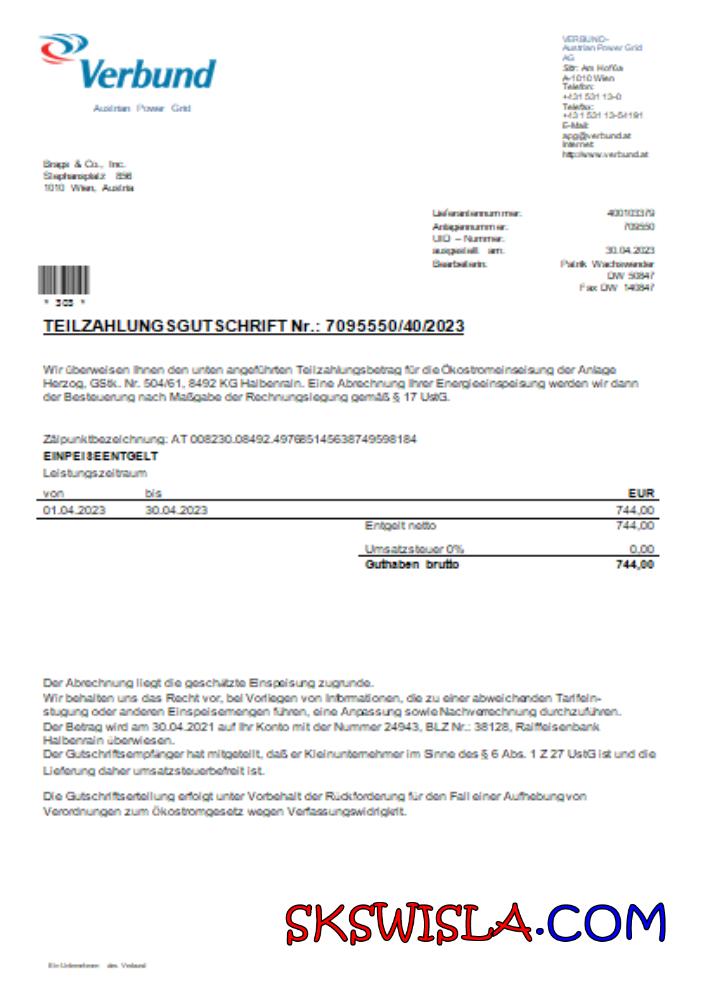 Verbund
Austrian Power Grid
VERBUND-
Austrian Power Grid
AG
Sitz: Am Hof 6a
A-1010 Wien
Telefon:
+43 1 531 13-0
Telefax:
+43 1 531 13-54191
E-Mail:
apg@verbund.at
Internet:
http://www.verbund.at
Braga & Co., Inc.
Stephansplatz 856
1010 Wien, Austria
Lieferantennummer: 400103379
Anlagennummer: 709550
UID – Nummer:
ausgestellt am: 30.04.2023
Bearbeiterin: Patrik Wachswender
DW 50847
Fax DW 140847
* 303 *
TEILZAHLUNGSGUTSCHRIFT Nr.: 7095550/40/2023
Wir überweisen Ihnen den unten angeführten Teilzahlungsbetrag für die Ökostromeinseisung der Anlage
Herzog, GStk. Nr. 504/61, 8492 KG Halbenrain. Eine Abrechnung Ihrer Energieeinspeisung werden wir dann
der Besteuerung nach Maßgabe der Rechnungslegung gemäß § 17 UstG.
Zälpunktbezeichnung: AT 008230.08492.497685145638749598184
EINPEISEENTGELT
Leistungszeitraum
von bis EUR
01.04.2023 30.04.2023 744,00
Entgelt netto 744,00
Umsatzsteuer 0% 0,00
Guthaben brutto 744,00
Der Abrechnung liegt die geschätzte Einspeisung zugrunde.
Wir behalten uns das Recht vor, bei Vorliegen von Informationen, die zu einer abweichenden Tarifein-
stugung oder anderen Einspeisemengen führen, eine Anpassung sowie Nachverrechnung durchzuführen.
Der Betrag wird am 30.04.2021 auf Ihr Konto mit der Nummer 24943, BLZ Nr.: 38128, Raiffeisenbank
Halbenrain überwiesen.
Der Gutschriftsempfänger hat mitgeteilt, daß er Kleinunternehmer im Sinne des § 6 Abs. 1 Z 27 UstG ist und die
Lieferung daher umsatzsteuerbefreit ist.
Die Gutschriftserteilung erfolgt unter Vorbehalt der Rückforderung für den Fall einer Aufhebung von
Verordnungen zum Ökostromgesetz wegen Verfassungswidrigkeit.
SKSWISLA.COM
Ein Unternehmen des Verbund